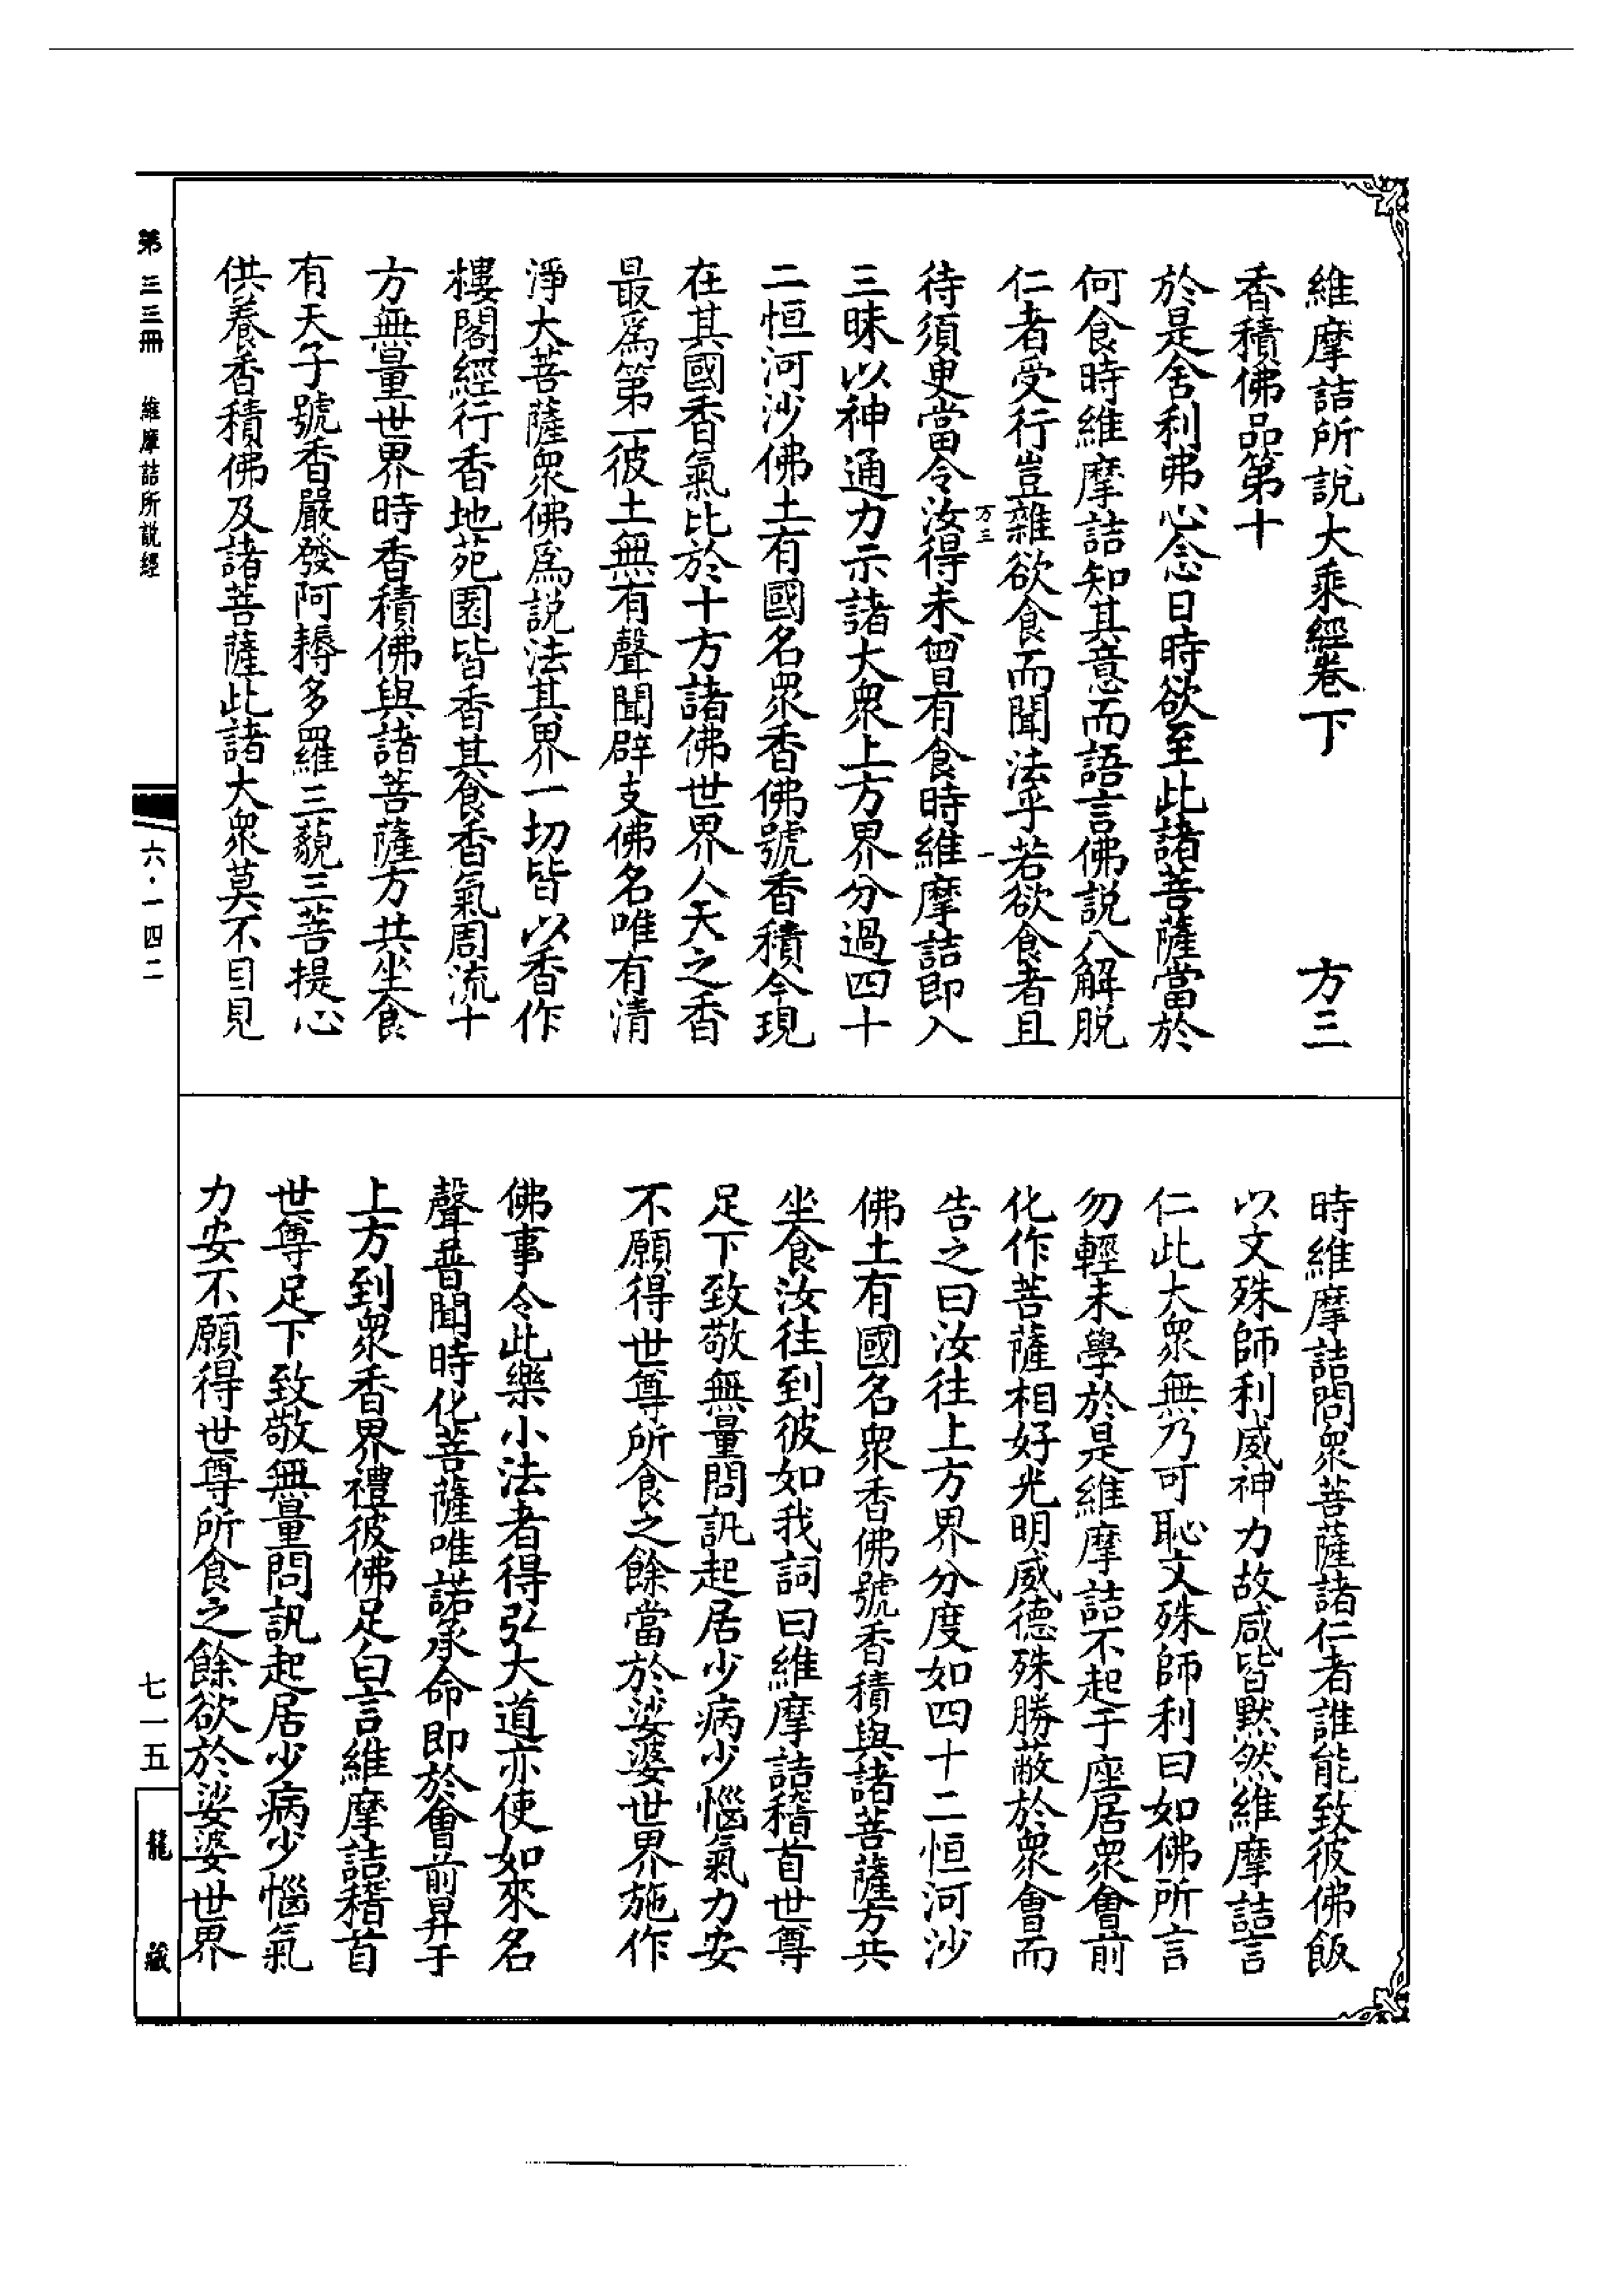 維摩詰所說大乘經卷下　方三
香積佛品第十
於是舍利弗心念日時欲至此諸菩薩當於
何食時維摩詰知其意而語言佛說八解脫
仁者受行豈雜欲食而聞法乎若欲食者且
万三　一
待須臾當令汝得未曾有食時維摩詰即入
三昧以神通力示諸大衆上方界分過四十
二恒河沙佛土有國名衆香佛號香積今現
在其國香氣比於十方諸佛世界人天之香
最爲第一彼土無有聲聞辟支佛名唯有清
淨大菩薩衆佛爲說法其界一切皆以香作
樓閣經行香地苑園皆香其食香氣周流十
方無量世界時香積佛與諸菩薩方共坐食
有天子號香嚴發阿耨多羅三藐三菩提心
供養香積佛及諸菩薩此諸大衆莫不目見
時維摩詰問衆菩薩諸仁者誰能致彼佛飯
以文殊師利威神力故咸皆默然維摩詰言
仁此大衆無乃可恥文殊師利曰如佛所言
勿輕未學於是維摩詰不起于座居衆會前
化作菩薩相好光明威德殊勝蔽於衆會而
告之曰汝往上方界分度如四十二恒河沙
佛土有國名衆香佛號香積與諸菩薩方共
坐食汝往到彼如我詞曰維摩詰稽首世尊
足下致敬無量問訊起居少病少惱氣力安
不願得世尊所食之餘當於娑婆世界施作
佛事令此樂小法者得弘大道亦使如來名
聲普聞時化菩薩唯諾承命即於會前昇于
上方到衆香界禮彼佛足白言維摩詰稽首
世尊足下致敬無量問訊起居少病少惱氣
力安不願得世尊所食之餘欲於娑婆世界
第三三冊　維摩詰所說經
六·一四二
七一五
龍藏